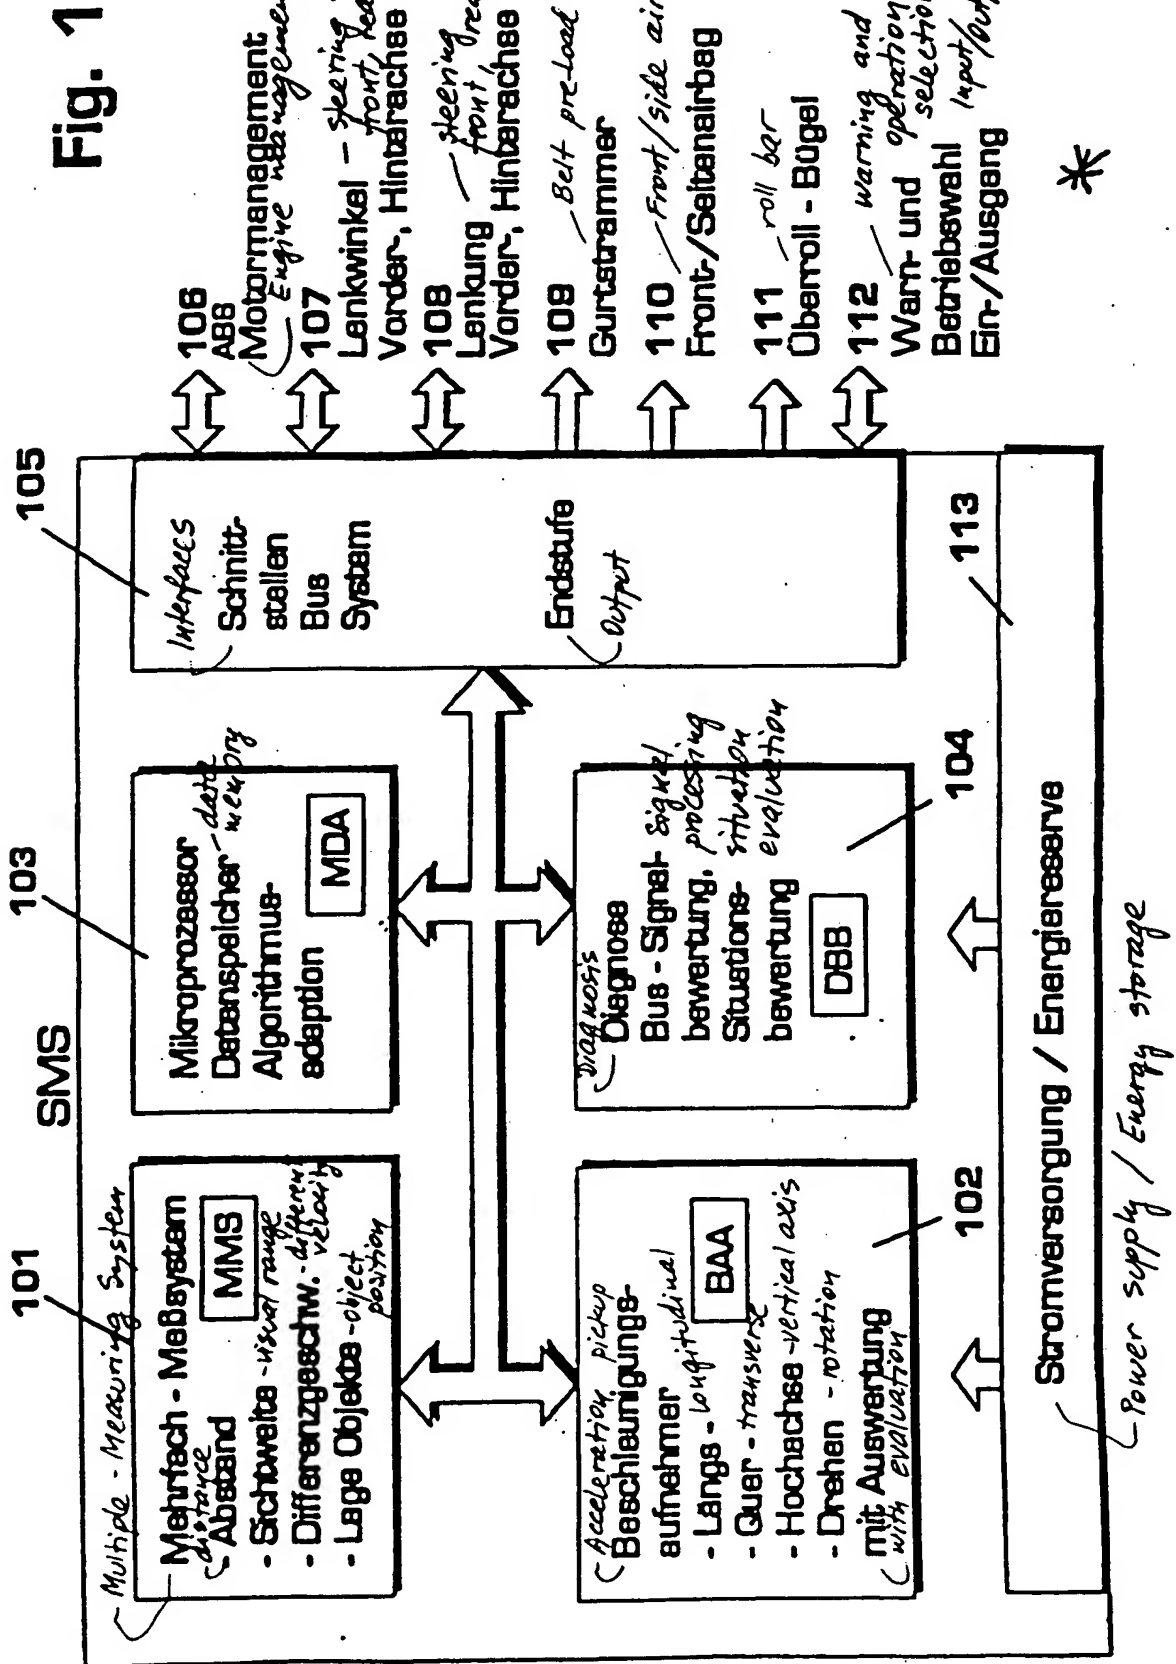 Fig. 1
SMS
101
Multiple - Measuring System
Mehrfach - Meßsystem
distance
- Abstand
MMS
- Sichtweite - visual range
- Differenzgeschw. - different
velocity
- Lage Objekte - object
position
103
Mikroprozessor
Datenspeicher - data
memory
Algorithmus-
adaption
MDA
105
Interfaces
Schnitt-
stellen
Bus
System
Endstufe
Output
106
ABS
Motormanagement
Engine management
107
Lenkwinkel - steering
front,
Vorder-, Hinterachse
108
Lenkung - steering
front,
Vorder-, Hinterachse
109
Gurtstrammer - Belt pre-load
110
Front-/Seitenairbag - Front/side
111
Überroll - Bügel - roll bar
112
Warn- und - warning and
operation
Betriebswahl selection
Ein-/Ausgang
Acceleration pickup
Beschleunigungs-
aufnehmer
BAA
- Längs - longitudinal
- Quer - transverse
- Hochachse - vertical axis
- Drehen - rotation
mit Auswertung
with evaluation
102
Diagnosis
Diagnose
Bus - Signal- signal
bewertung, processing
Situations- situation
bewertung evaluation
DBB
104
113
Stromversorgung / Energiereserve
Power supply / Energy storage
*